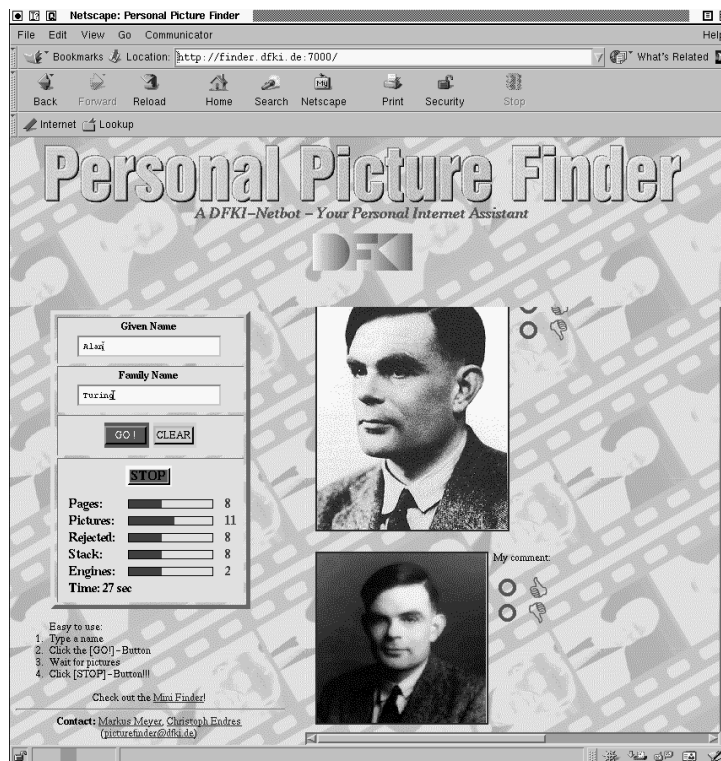 Netscape: Personal Picture Finder
File Edit View Go Communicator Help
Bookmarks Location: http://finder.dfki.de:7000/ What's Related
Back Forward Reload Home Search Netscape Print Security Stop
Internet Lookup
Personal Picture Finder
A DFKI-Netbot - Your Personal Internet Assistant
DFKI
Given Name
Alan
Family Name
Turing
GO! CLEAR
STOP
Pages: 8
Pictures: 11
Rejected: 8
Stack: 8
Engines: 2
Time: 27 sec
My comment:
Easy to use:
1. Type a name
2. Click the [GO!]-Button
3. Wait for pictures
4. Click [STOP]-Button!!!
Check out the Mini Finder!
Contact: Markus Meyer, Christoph Endres
(picturefinder@dfki.de)